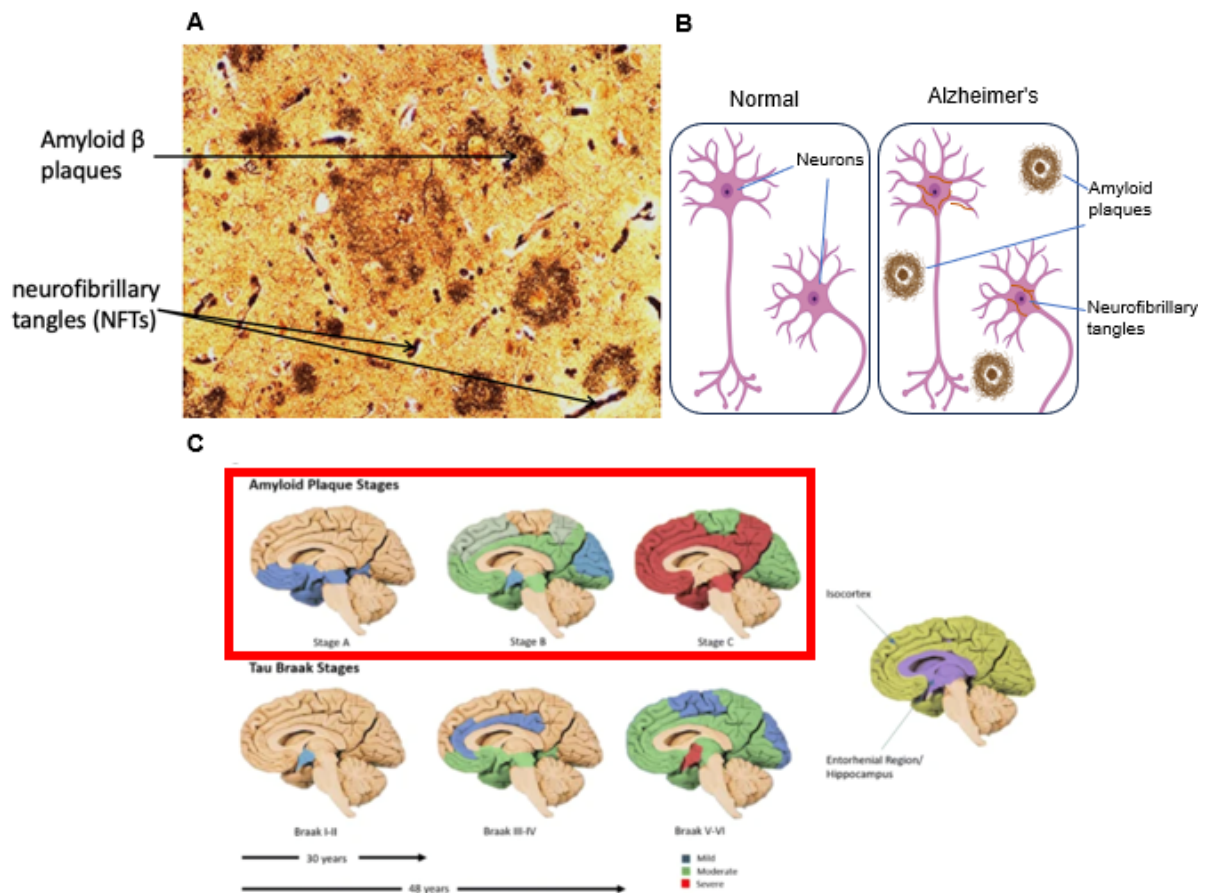 A
Amyloid β
plaques
neurofibrillary
tangles (NFTs)
B
Normal
Alzheimer's
Neurons
Amyloid
plaques
Neurofibrillary
tangles
C
Amyloid Plaque Stages
Stage A
Stage B
Stage C
Tau Braak Stages
Braak I-II
Braak III-IV
Braak V-VI
Isocortex
Entorhenial Region/
Hippocampus
30 years
48 years
Mild
Moderate
Severe